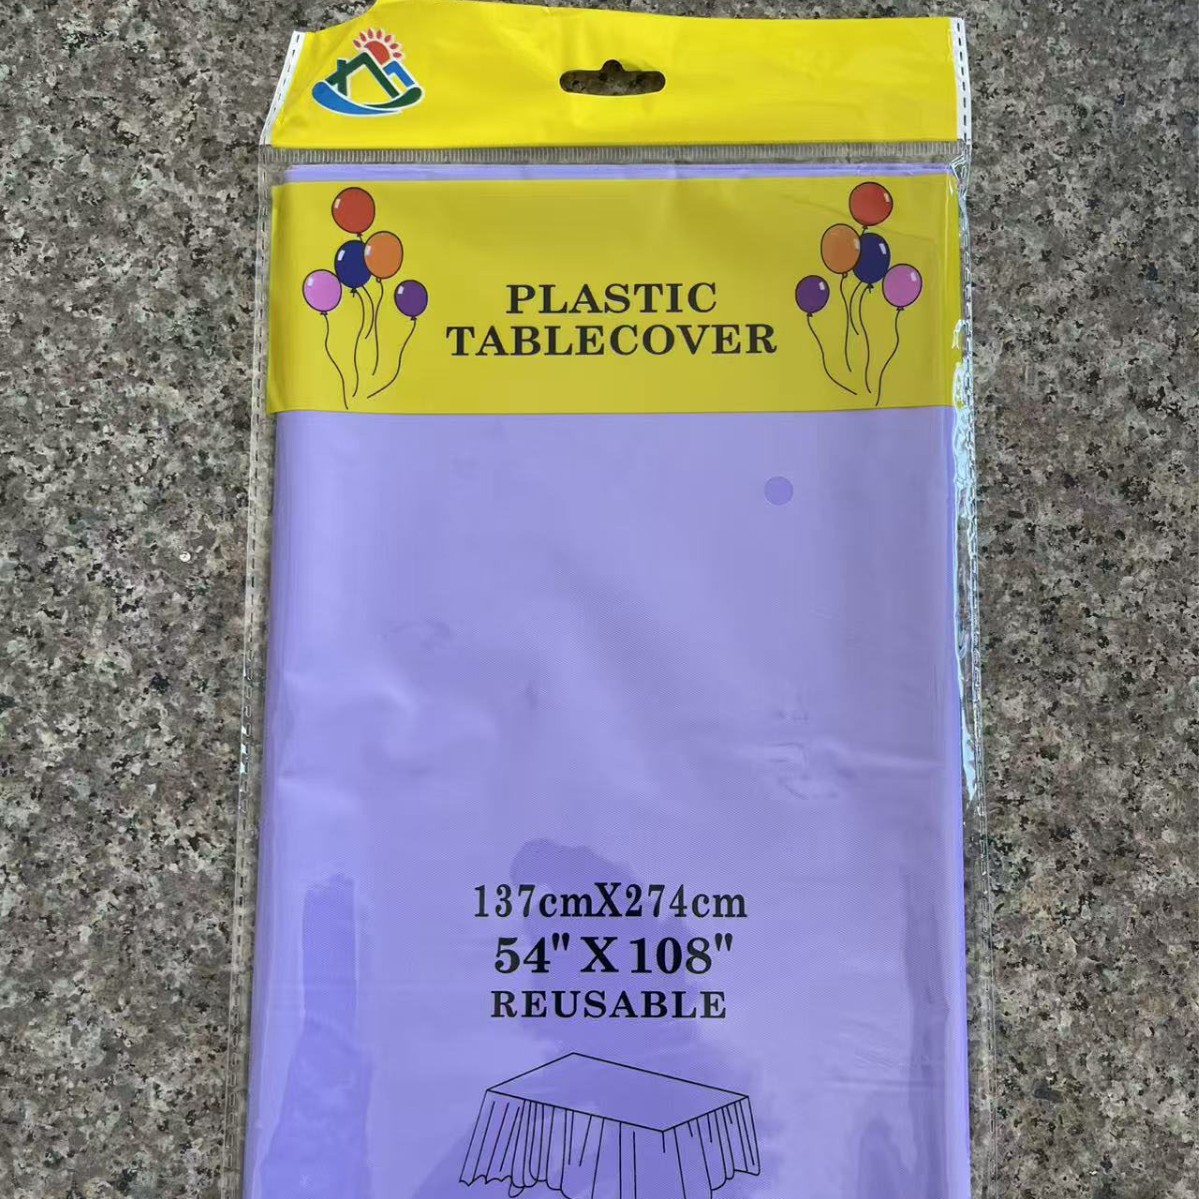 PLASTIC
TABLECOVER
137cmX274cm
54" X 108"
REUSABLE